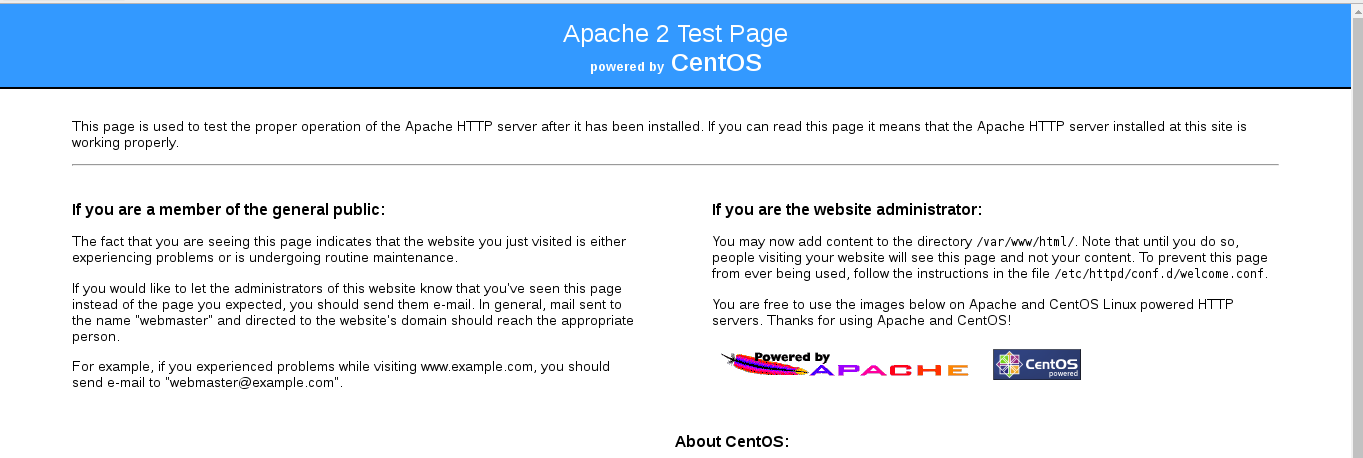 Apache 2 Test Page
powered by CentOS
This page is used to test the proper operation of the Apache HTTP server after it has been installed. If you can read this page it means that the Apache HTTP server installed at this site is
working properly.
If you are a member of the general public:
The fact that you are seeing this page indicates that the website you just visited is either
experiencing problems or is undergoing routine maintenance.
If you would like to let the administrators of this website know that you've seen this page
instead of the page you expected, you should send them e-mail. In general, mail sent to
the name "webmaster" and directed to the website's domain should reach the appropriate
person.
For example, if you experienced problems while visiting www.example.com, you should
send e-mail to "webmaster@example.com".
If you are the website administrator:
You may now add content to the directory /var/www/html/. Note that until you do so,
people visiting your website will see this page and not your content. To prevent this page
from ever being used, follow the instructions in the file /etc/httpd/conf.d/welcome.conf.
You are free to use the images below on Apache and CentOS Linux powered HTTP
servers. Thanks for using Apache and CentOS!
Powered by
APACHE
CentOS
powered
About CentOS: